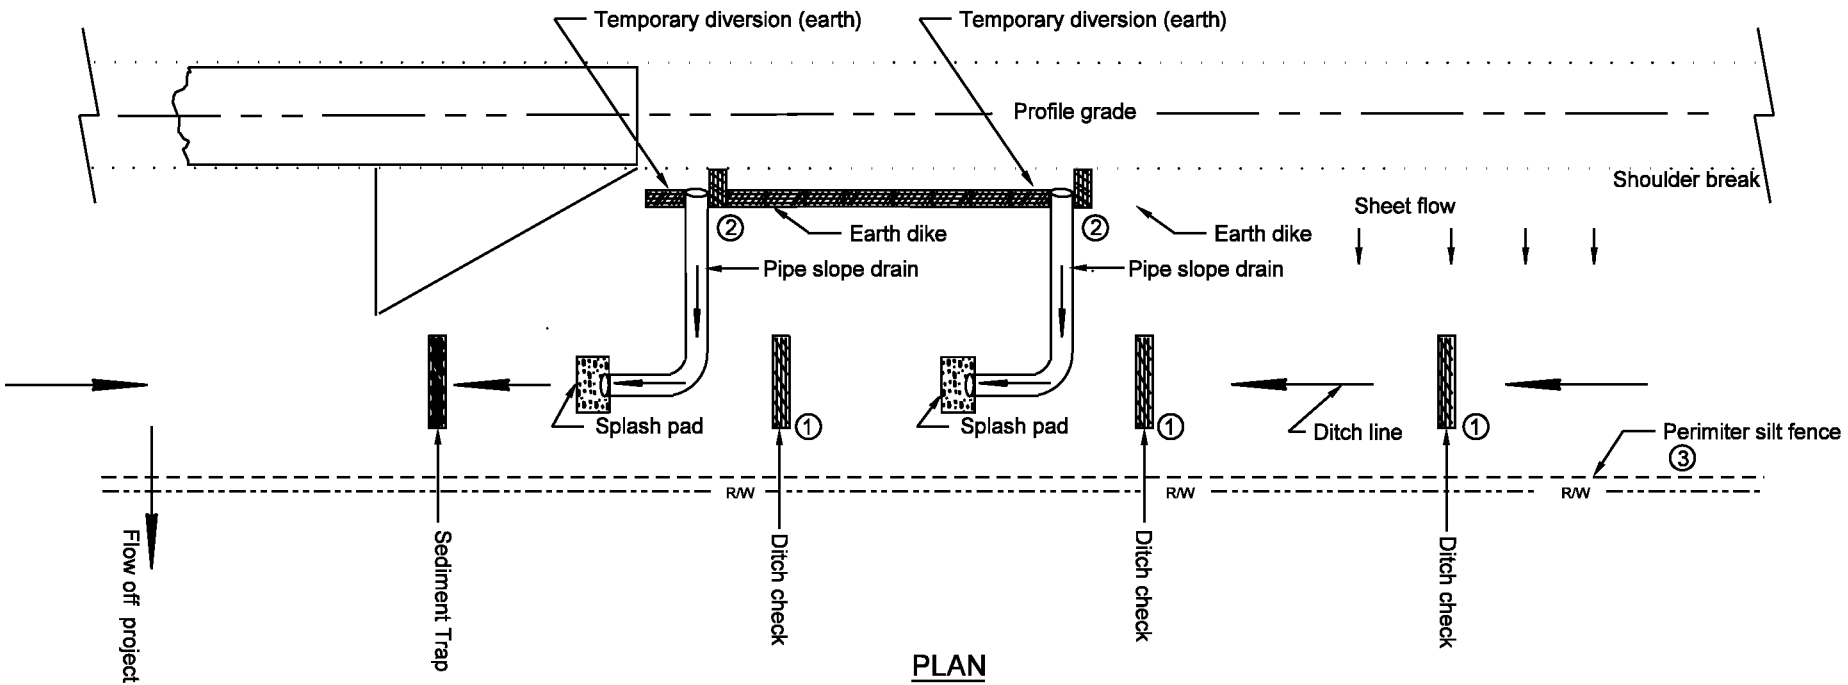 Temporary diversion (earth)
Temporary diversion (earth)
Profile grade
Shoulder break
Sheet flow
2
Earth dike
2
Earth dike
Pipe slope drain
Pipe slope drain
Splash pad
1
Splash pad
1
Ditch line
1
Perimiter silt fence
3
R/W
R/W
R/W
Flow off project
Sediment Trap
Ditch check
Ditch check
Ditch check
PLAN